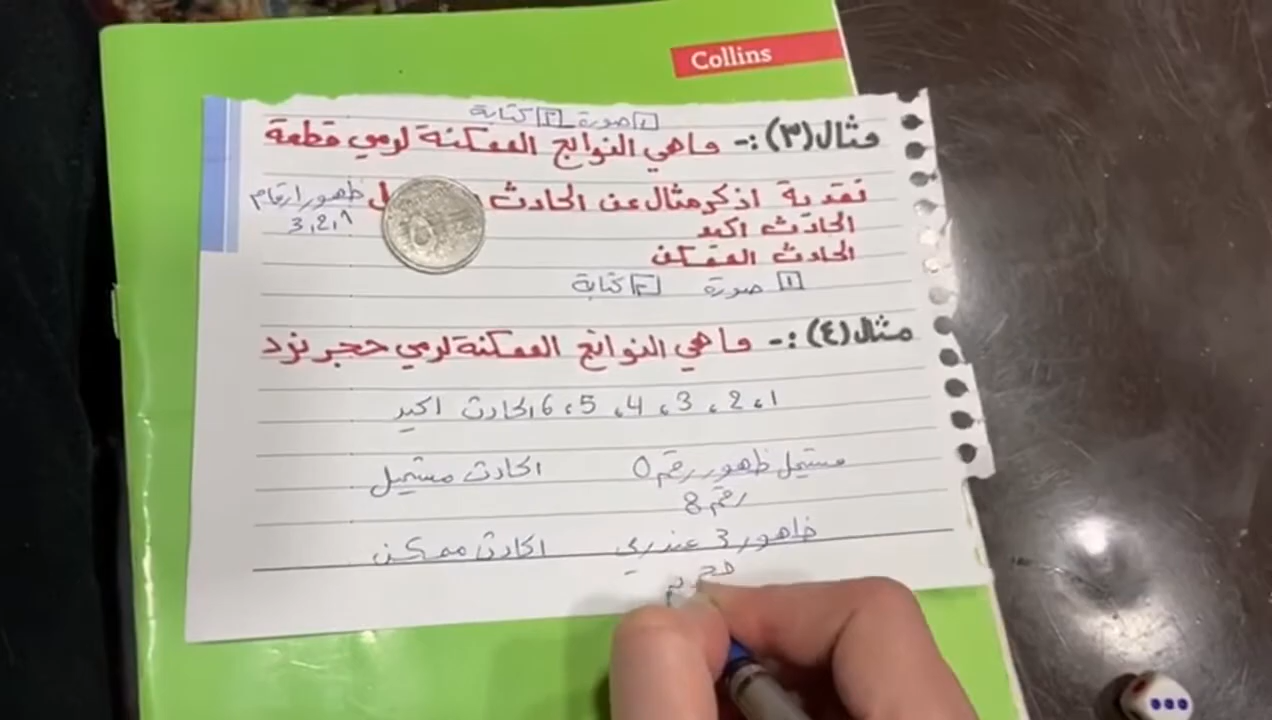 Collins
1 صورة 2 كتابة
مثال(٣):- ماهي النواتج الممكنة لرمي قطعة
نقدية اذكر مثال عن الحادث ظهور ارقام
1,2,3
الحادث اكيد
الحادث الممكن
1 صورة 2 كتابة
مثال(٤):- ماهي النواتج الممكنة لرمي حجر نرد
1، 2، 3، 4، 5، 6 الحادث اكيد
مستحيل ظهور رقم 0 الحادث مستحيل
رقم 8
ظاهور 3 عند رمي الحادث ممكن